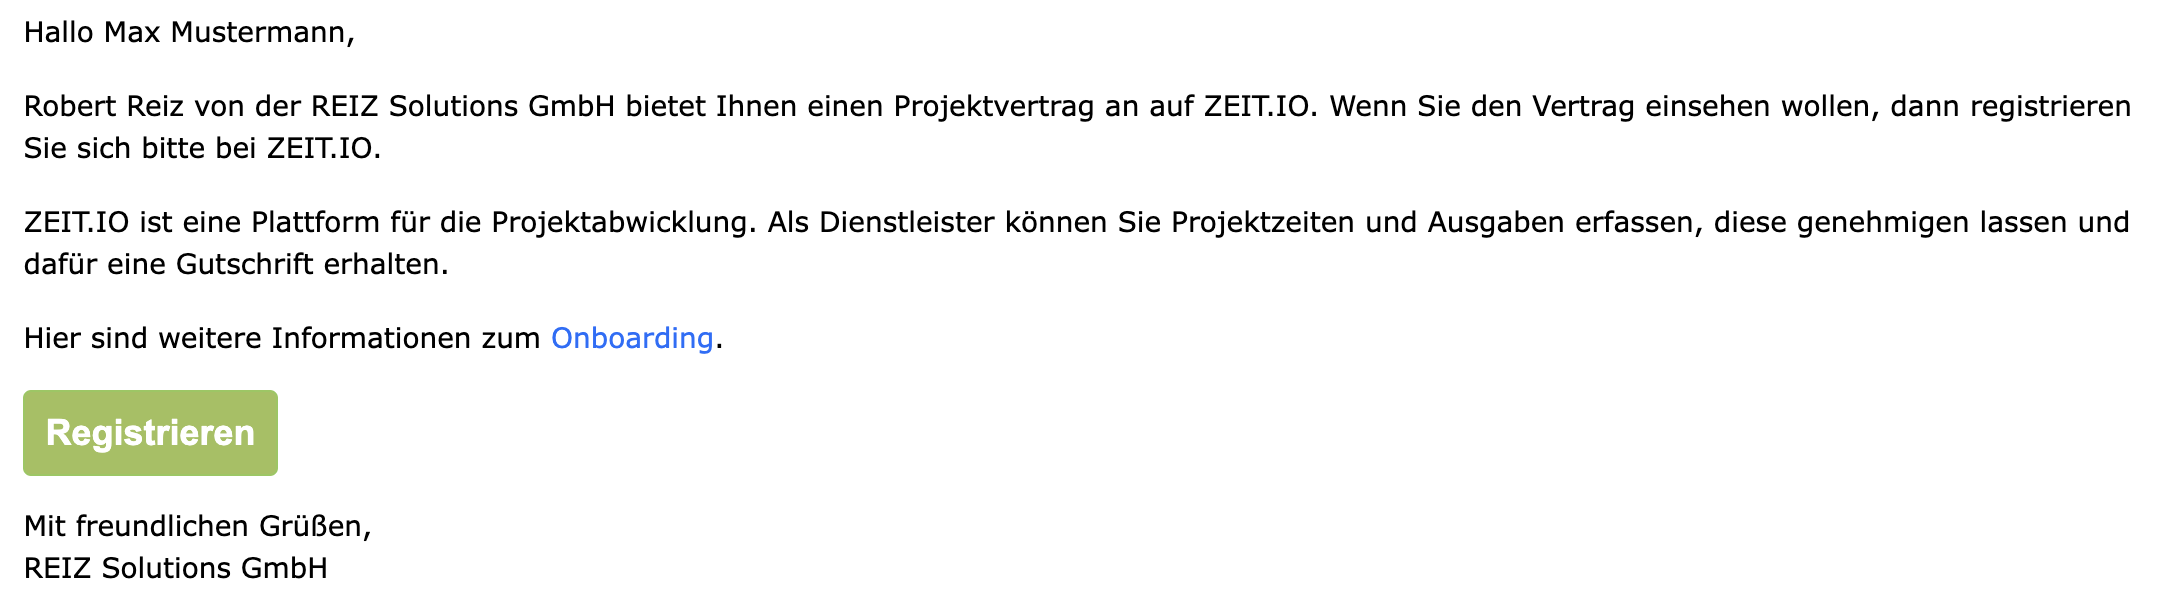 Hallo Max Mustermann,
Robert Reiz von der REIZ Solutions GmbH bietet Ihnen einen Projektvertrag an auf ZEIT.IO. Wenn Sie den Vertrag einsehen wollen, dann registrieren
Sie sich bitte bei ZEIT.IO.
ZEIT.IO ist eine Plattform für die Projektabwicklung. Als Dienstleister können Sie Projektzeiten und Ausgaben erfassen, diese genehmigen lassen und
dafür eine Gutschrift erhalten.
Hier sind weitere Informationen zum Onboarding.
Registrieren
Mit freundlichen Grüßen,
REIZ Solutions GmbH